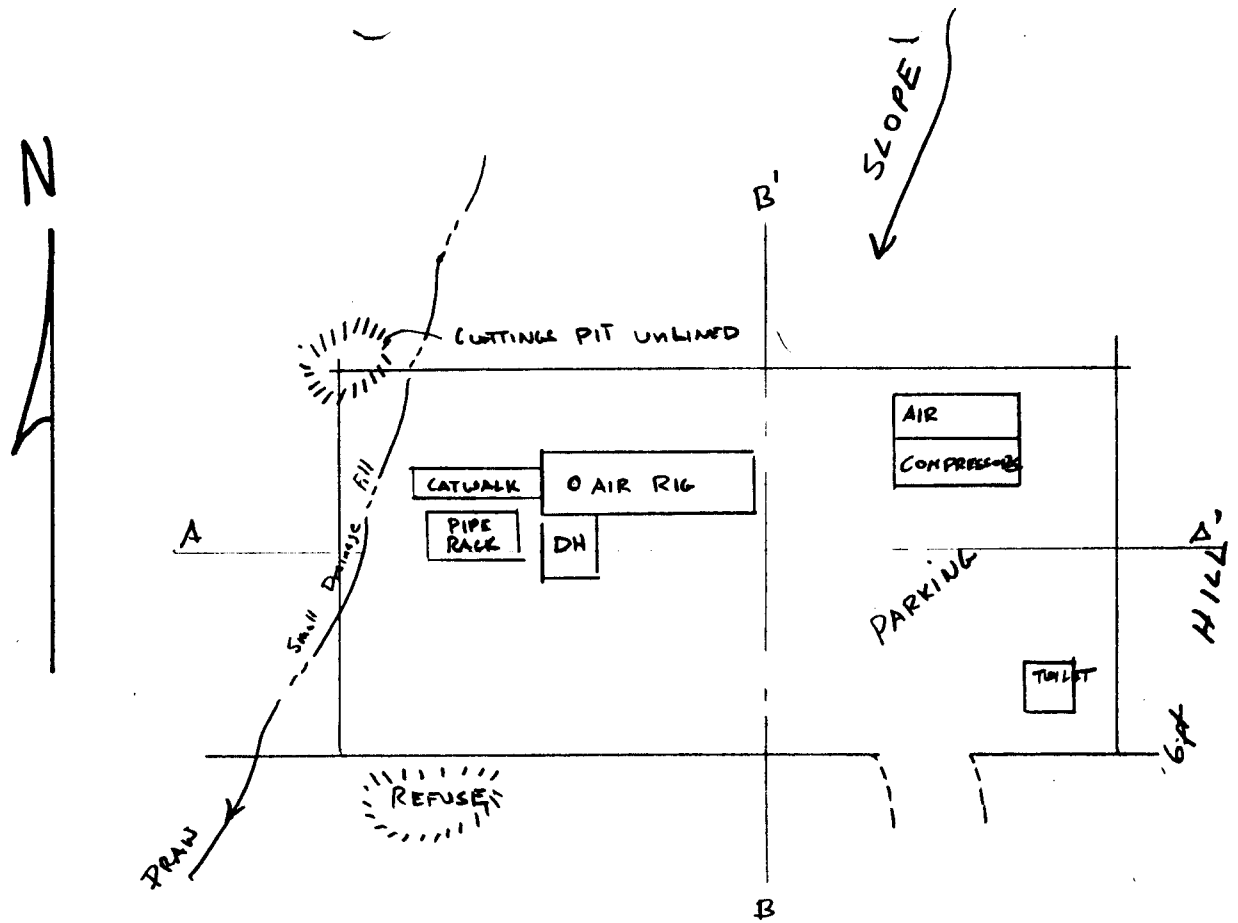 N
SLOPE
B'
CUTTINGS PIT UNLINED
AIR
COMPRESSORS
CATWALK
O AIR RIG
PIPE
RACK
DH
Small Drainage Fill
A
A'
HILL
PARKING
TOILET
REFUSE
DRAW
B